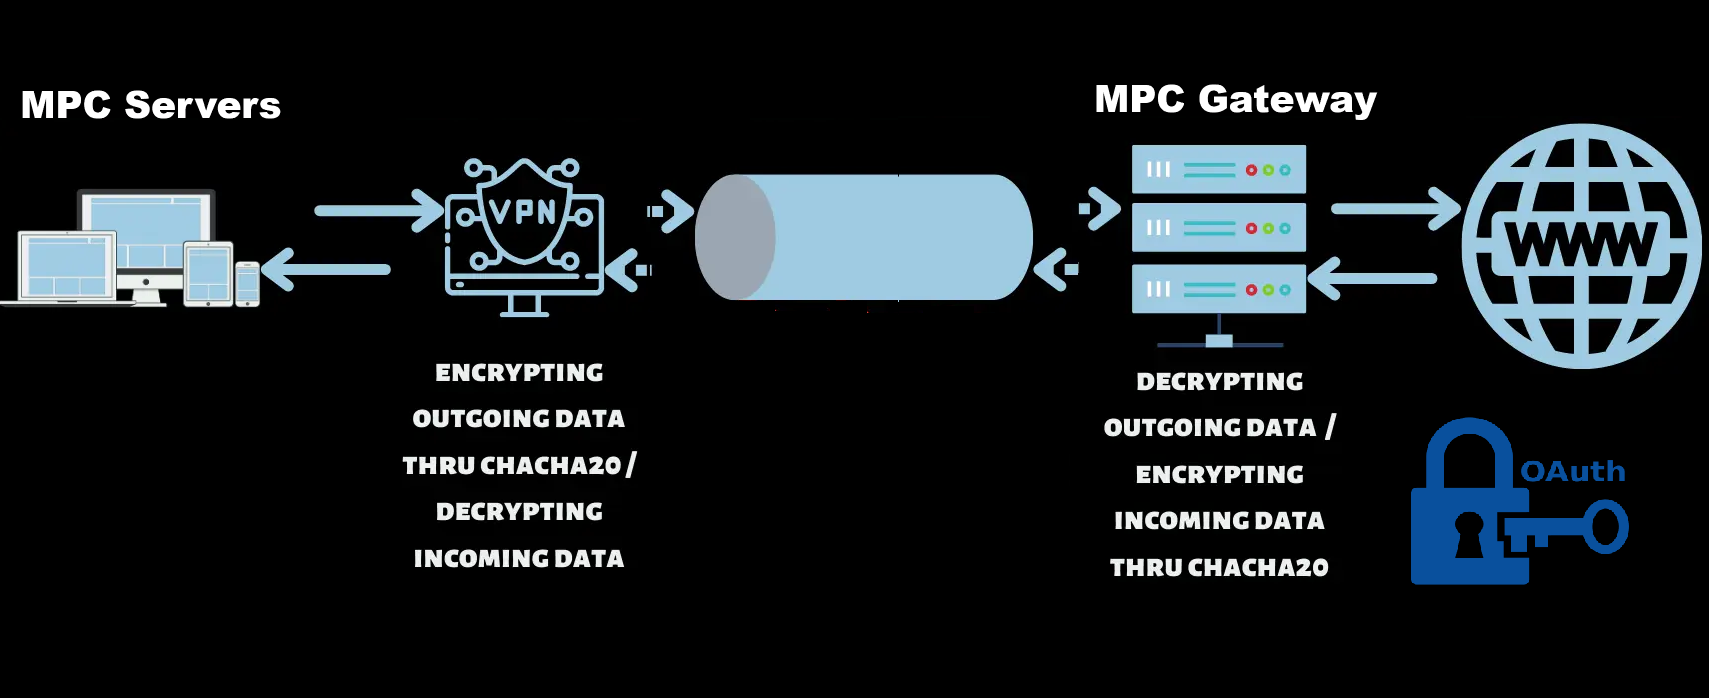 MPC Servers
MPC Gateway
VPN
WWW
ENCRYPTING
OUTGOING DATA
THRU CHACHA20 /
DECRYPTING
INCOMING DATA
DECRYPTING
OUTGOING DATA /
ENCRYPTING
INCOMING DATA
THRU CHACHA20
OAuth